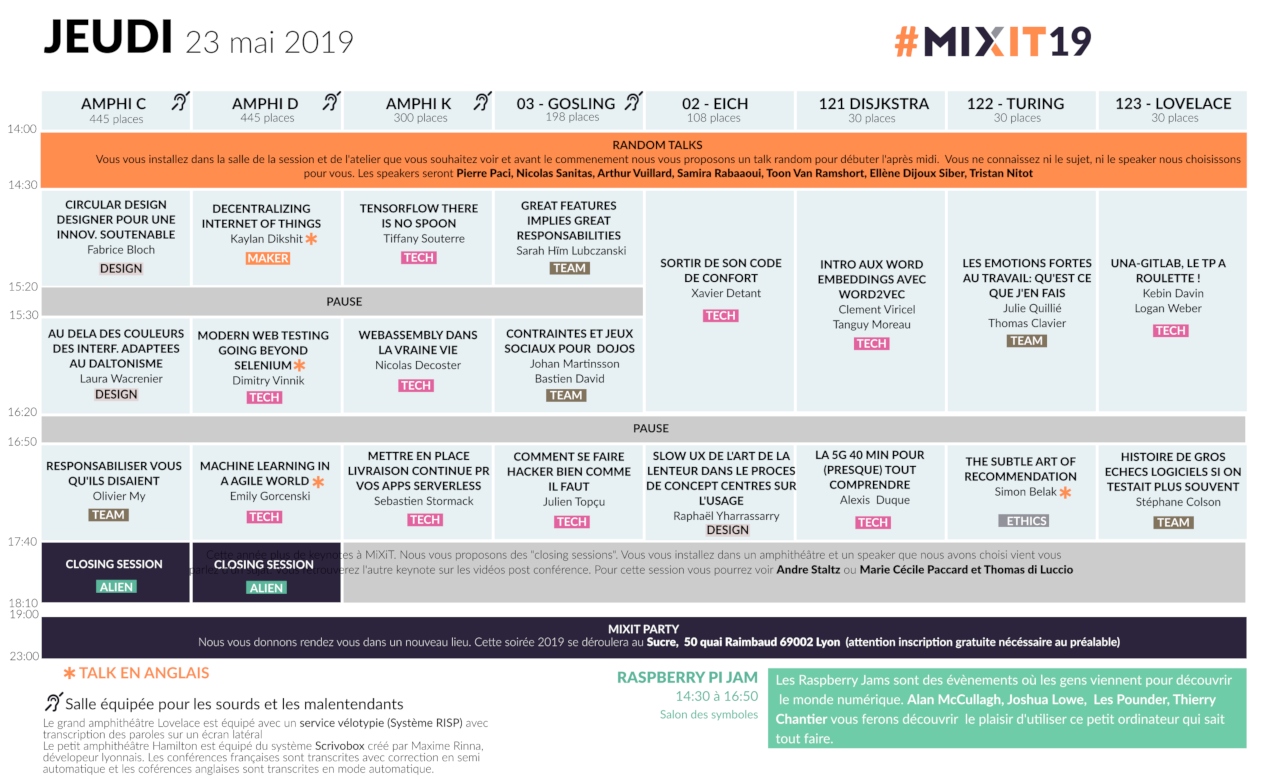 JEUDI 23 mai 2019
#MIXIT19
AMPHI C
445 places
AMPHI D
445 places
AMPHI K
300 places
03 - GOSLING
198 places
02 - EICH
108 places
121 DISJKSTRA
30 places
122 - TURING
30 places
123 - LOVELACE
30 places
14:00
RANDOM TALKS
Vous vous installez dans la salle de la session et de l'atelier que vous souhaitez voir et avant le commenement nous vous proposons un talk random pour débuter l'après midi. Vous ne connaissez ni le sujet, ni le speaker nous choisissons
pour vous. Les speakers seront Pierre Paci, Nicolas Sanitas, Arthur Vuillard, Samira Rabaaoui, Toon Van Ramshort, Ellène Dijoux Siber, Tristan Nitot
14:30
CIRCULAR DESIGN
DESIGNER POUR UNE
INNOV. SOUTENABLE
Fabrice Bloch
DESIGN
DECENTRALIZING
INTERNET OF THINGS
Kaylan Dikshit *
MAKER
TENSORFLOW THERE
IS NO SPOON
Tiffany Souterre
TECH
GREAT FEATURES
IMPLIES GREAT
RESPONSABILITIES
Sarah Hïm Lubczanski
TEAM
SORTIR DE SON CODE
DE CONFORT
Xavier Detant
TECH
INTRO AUX WORD
EMBEDDINGS AVEC
WORD2VEC
Clement Viricel
Tanguy Moreau
TECH
LES EMOTIONS FORTES
AU TRAVAIL: QU'EST CE
QUE J'EN FAIS
Julie Quillié
Thomas Clavier
TEAM
UNA-GITLAB, LE TP A
ROULETTE !
Kebin Davin
Logan Weber
TECH
15:20
PAUSE
15:30
AU DELA DES COULEURS
DES INTERF. ADAPTEES
AU DALTONISME
Laura Wacrenier
DESIGN
MODERN WEB TESTING
GOING BEYOND
SELENIUM *
Dimitry Vinnik
TECH
WEBASSEMBLY DANS
LA VRAINE VIE
Nicolas Decoster
TECH
CONTRAINTES ET JEUX
SOCIAUX POUR DOJOS
Johan Martinsson
Bastien David
TEAM
16:20
PAUSE
16:50
RESPONSABILISER VOUS
QU'ILS DISAIENT
Olivier My
TEAM
MACHINE LEARNING IN
A AGILE WORLD *
Emily Gorcenski
TECH
METTRE EN PLACE
LIVRAISON CONTINUE PR
VOS APPS SERVERLESS
Sebastien Stormack
TECH
COMMENT SE FAIRE
HACKER BIEN COMME
IL FAUT
Julien Topçu
TECH
SLOW UX DE L'ART DE LA
LENTEUR DANS LE PROCES
DE CONCEPT CENTRES SUR
L'USAGE
Raphaël Yharrassarry
DESIGN
LA 5G 40 MIN POUR
(PRESQUE) TOUT
COMPRENDRE
Alexis Duque
TECH
THE SUBTLE ART OF
RECOMMENDATION
Simon Belak *
ETHICS
HISTOIRE DE GROS
ECHECS LOGICIELS SI ON
TESTAIT PLUS SOUVENT
Stéphane Colson
TEAM
17:40
CLOSING SESSION
ALIEN
CLOSING SESSION
ALIEN
Cette année plus de keynotes à MiXiT. Nous vous proposons des "closing sessions". Vous vous installez dans un amphithéâtre et un speaker que nous avons choisi vient vous
retrouverez l'autre keynote sur les vidéos post conférence. Pour cette session vous pourrez voir Andre Staltz ou Marie Cécile Paccard et Thomas di Luccio
18:10
19:00
MIXIT PARTY
Nous vous donnons rendez vous dans un nouveau lieu. Cette soirée 2019 se déroulera au Sucre, 50 quai Raimbaud 69002 Lyon (attention inscription gratuite nécéssaire au préalable)
23:00
* TALK EN ANGLAIS
Salle équipée pour les sourds et les malentendants
Le grand amphithéâtre Lovelace est équipé avec un service vélotypie (Système RISP) avec
transcription des paroles sur un écran latéral
Le petit amphithéâtre Hamilton est équipé du système Scrivobox créé par Maxime Rinna,
dévelopeur lyonnais. Les conférences françaises sont transcrites avec correction en semi
automatique et les coférences anglaises sont transcrites en mode automatique.
RASPBERRY PI JAM
14:30 à 16:50
Salon des symboles
Les Raspberry Jams sont des évènements où les gens viennent pour découvrir
le monde numérique. Alan McCullagh, Joshua Lowe, Les Pounder, Thierry
Chantier vous ferons découvrir le plaisir d'utiliser ce petit ordinateur qui sait
tout faire.